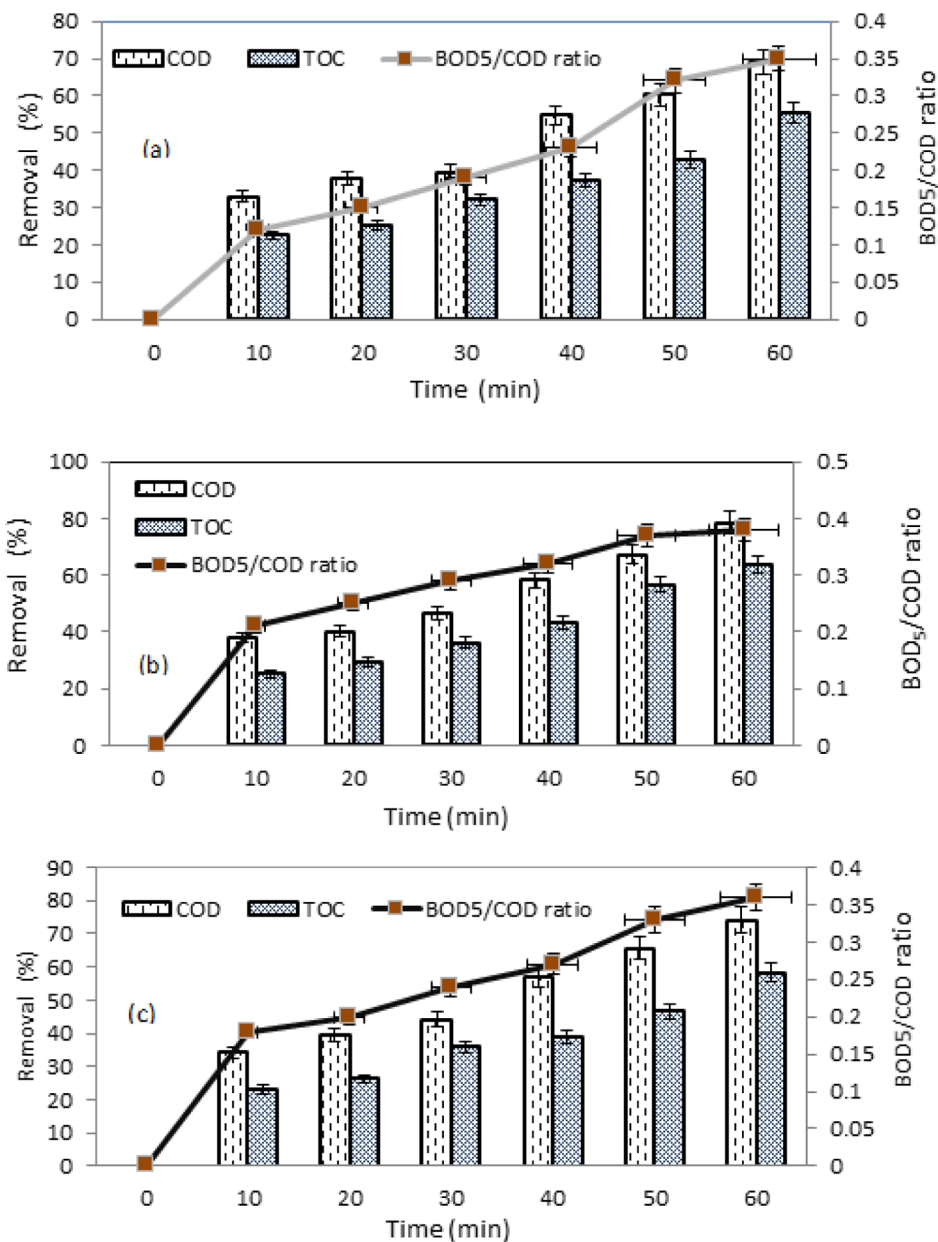 80
70
60
50
40
30
20
10
0
Removal (%)
COD
TOC
BOD5/COD ratio
(a)
0.4
0.35
0.3
0.25
0.2
0.15
0.1
0.05
0
BOD5/COD ratio
0 10 20 30 40 50 60
Time (min)
100
80
60
40
20
0
Removal (%)
COD
TOC
BOD5/COD ratio
(b)
0.5
0.4
0.3
0.2
0.1
0
BOD₅/COD ratio
0 10 20 30 40 50 60
Time (min)
90
80
70
60
50
40
30
20
10
0
Removal (%)
COD
TOC
BOD5/COD ratio
(c)
0.4
0.35
0.3
0.25
0.2
0.15
0.1
0.05
0
BOD5/COD ratio
0 10 20 30 40 50 60
Time (min)